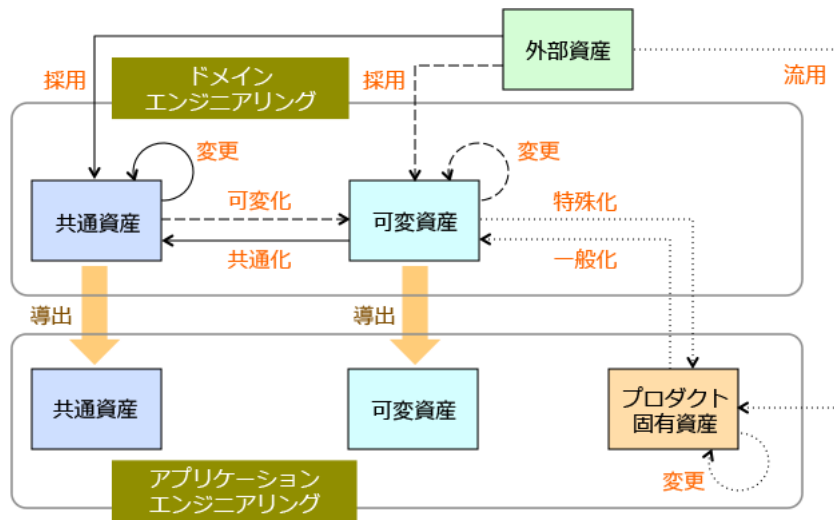 外部資産
採用
ドメイン
エンジニアリング
採用
流用
変更
変更
共通資産
可変化
可変資産
特殊化
共通化
一般化
導出
導出
共通資産
可変資産
プロダクト
固有資産
変更
アプリケーション
エンジニアリング